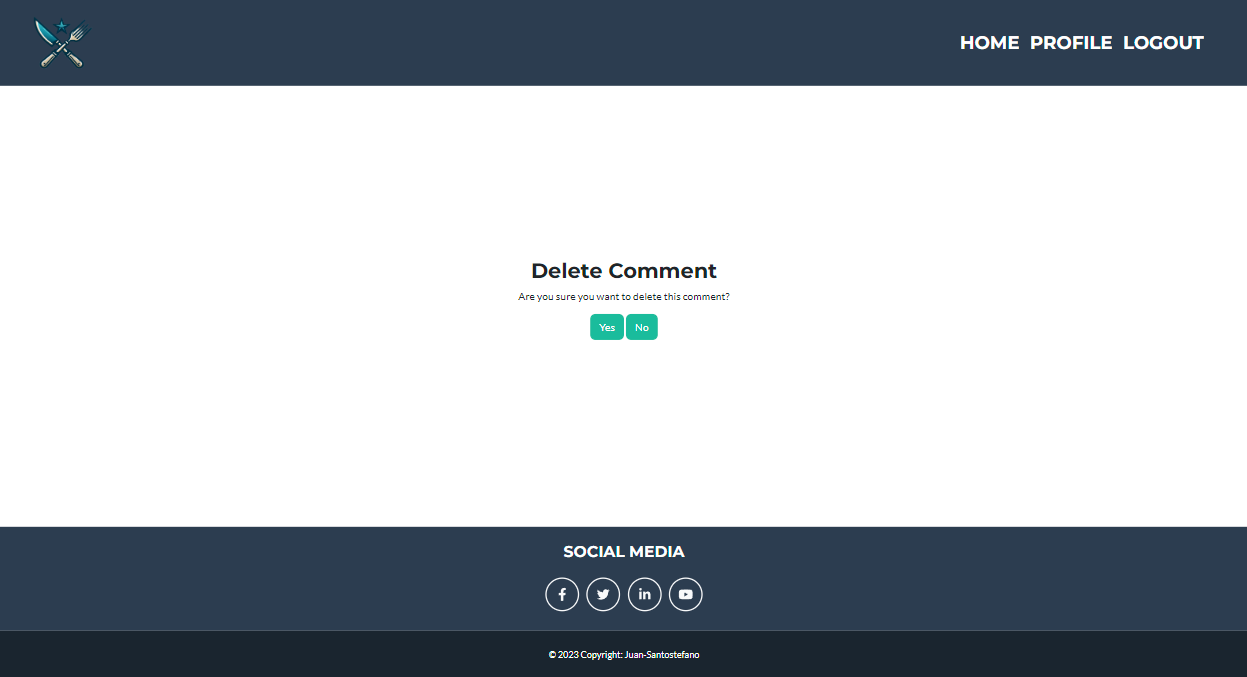 HOME PROFILE LOGOUT
Delete Comment
Are you sure you want to delete this comment?
Yes No
SOCIAL MEDIA
© 2023 Copyright: Juan-Santostefano